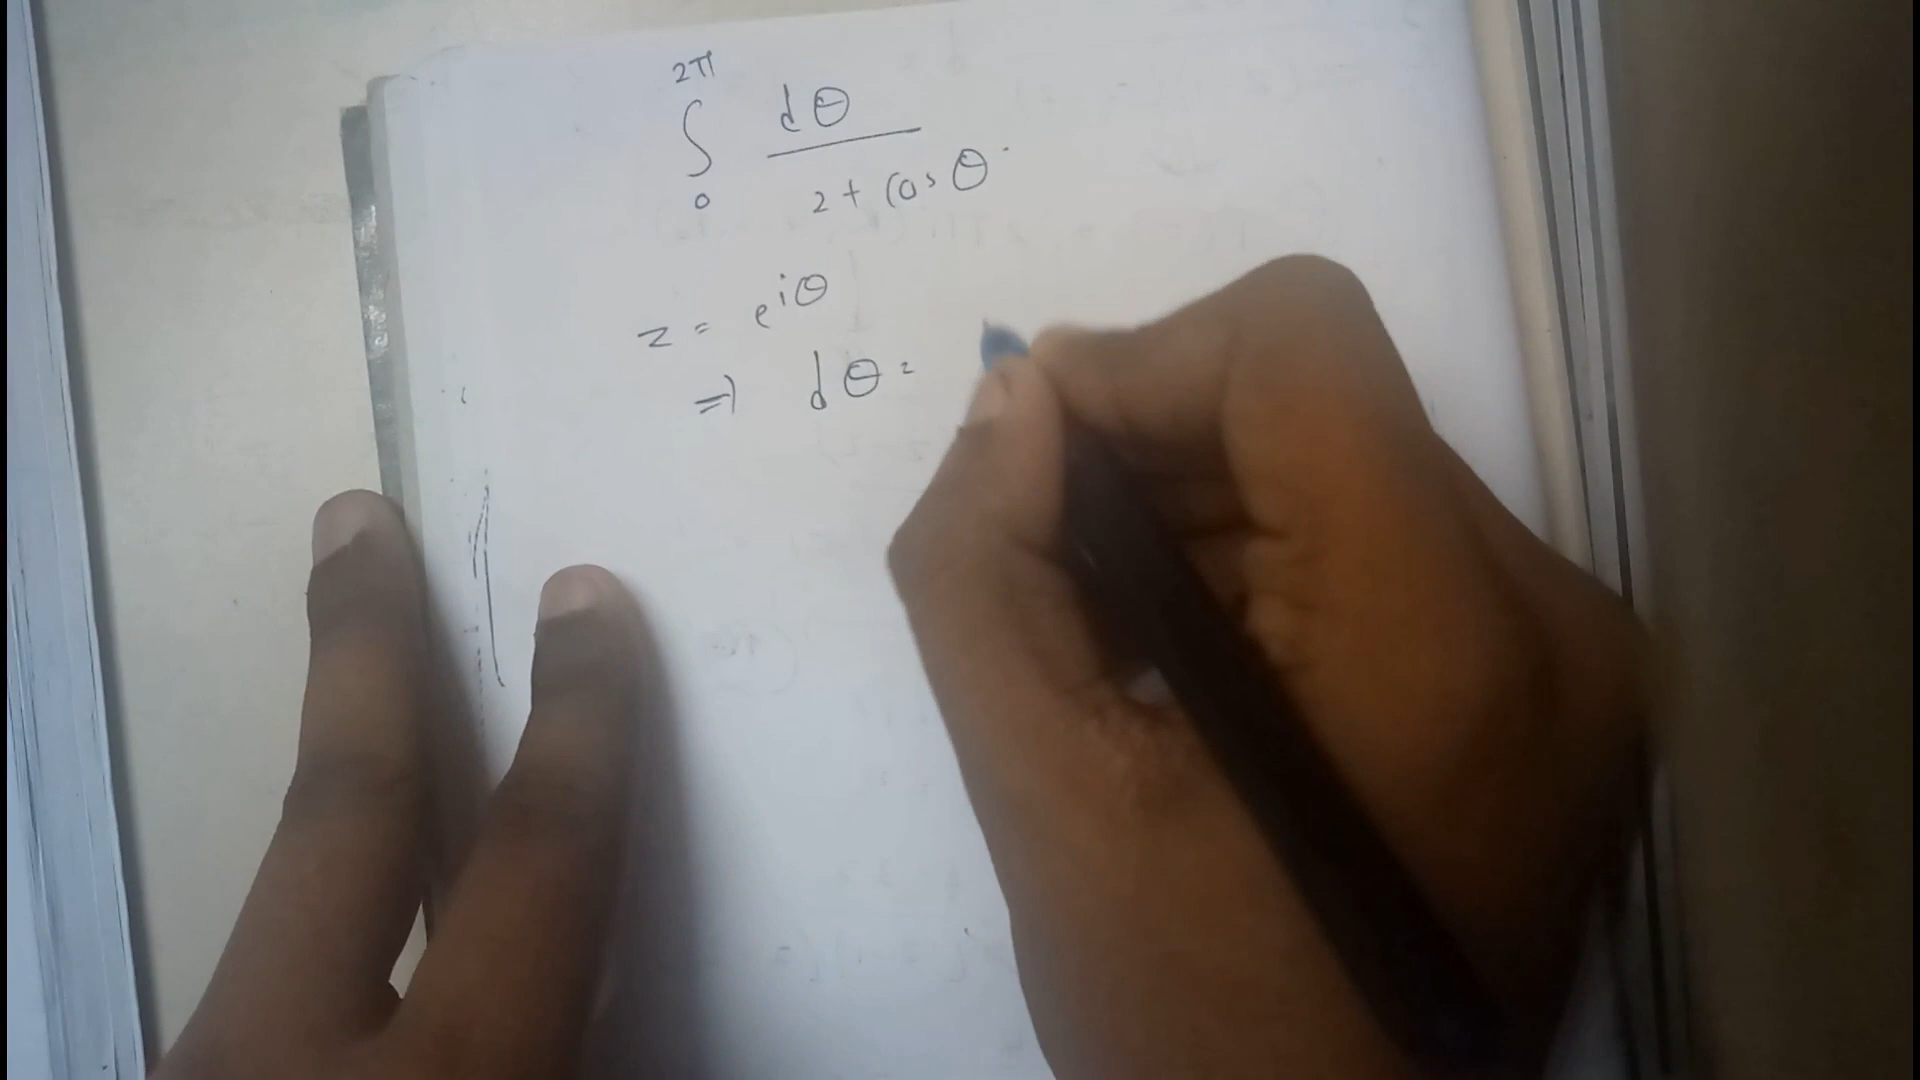 ∫₀^2π dθ / 2 + cos θ
z = e^iθ
⇒ dθ =